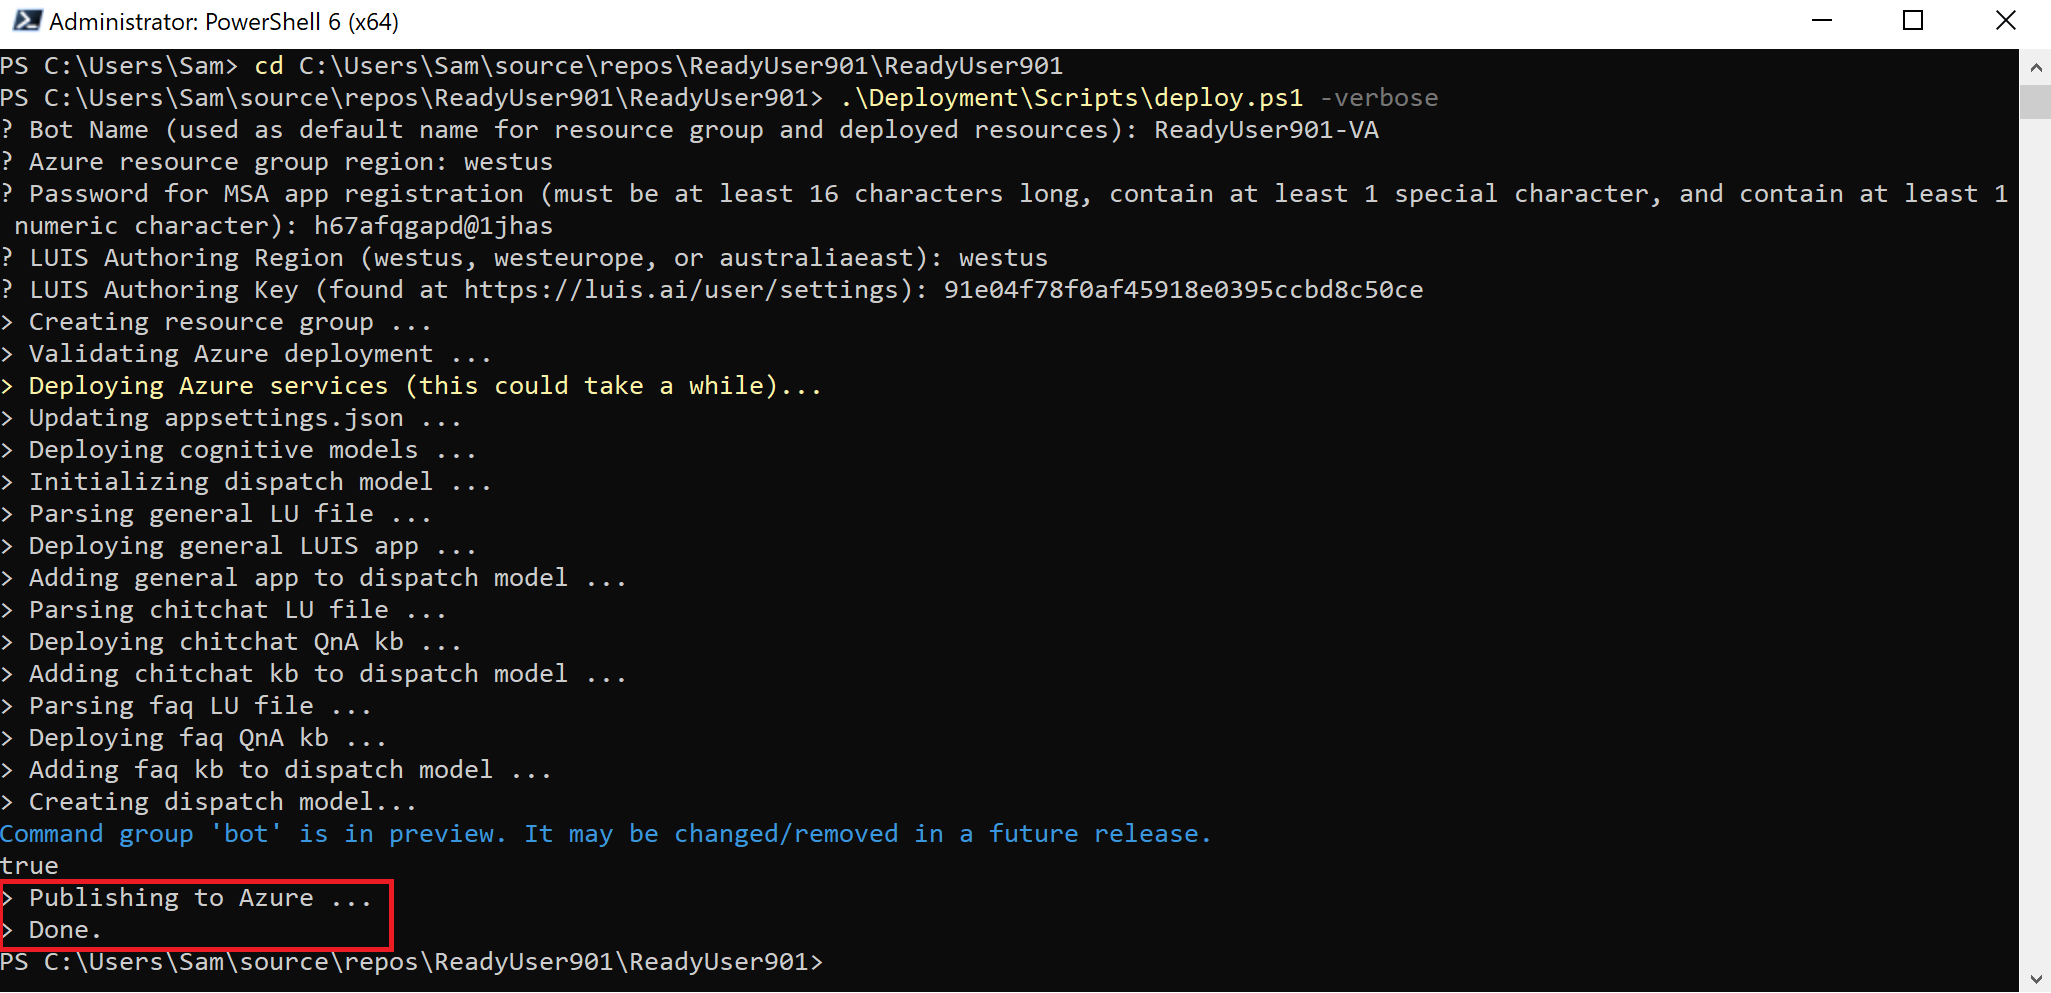 Administrator: PowerShell 6 (x64)
PS C:\Users\Sam> cd C:\Users\Sam\source\repos\ReadyUser901\ReadyUser901
PS C:\Users\Sam\source\repos\ReadyUser901\ReadyUser901> .\Deployment\Scripts\deploy.ps1 -verbose
? Bot Name (used as default name for resource group and deployed resources): ReadyUser901-VA
? Azure resource group region: westus
? Password for MSA app registration (must be at least 16 characters long, contain at least 1 special character, and contain at least 1
numeric character): h67afqgapd@1jhas
? LUIS Authoring Region (westus, westeurope, or australiaeast): westus
? LUIS Authoring Key (found at https://luis.ai/user/settings): 91e04f78f0af45918e0395ccbd8c50ce
> Creating resource group ...
> Validating Azure deployment ...
> Deploying Azure services (this could take a while)...
> Updating appsettings.json ...
> Deploying cognitive models ...
> Initializing dispatch model ...
> Parsing general LU file ...
> Deploying general LUIS app ...
> Adding general app to dispatch model ...
> Parsing chitchat LU file ...
> Deploying chitchat QnA kb ...
> Adding chitchat kb to dispatch model ...
> Parsing faq LU file ...
> Deploying faq QnA kb ...
> Adding faq kb to dispatch model ...
> Creating dispatch model...
Command group 'bot' is in preview. It may be changed/removed in a future release.
true
> Publishing to Azure ...
> Done.
PS C:\Users\Sam\source\repos\ReadyUser901\ReadyUser901>